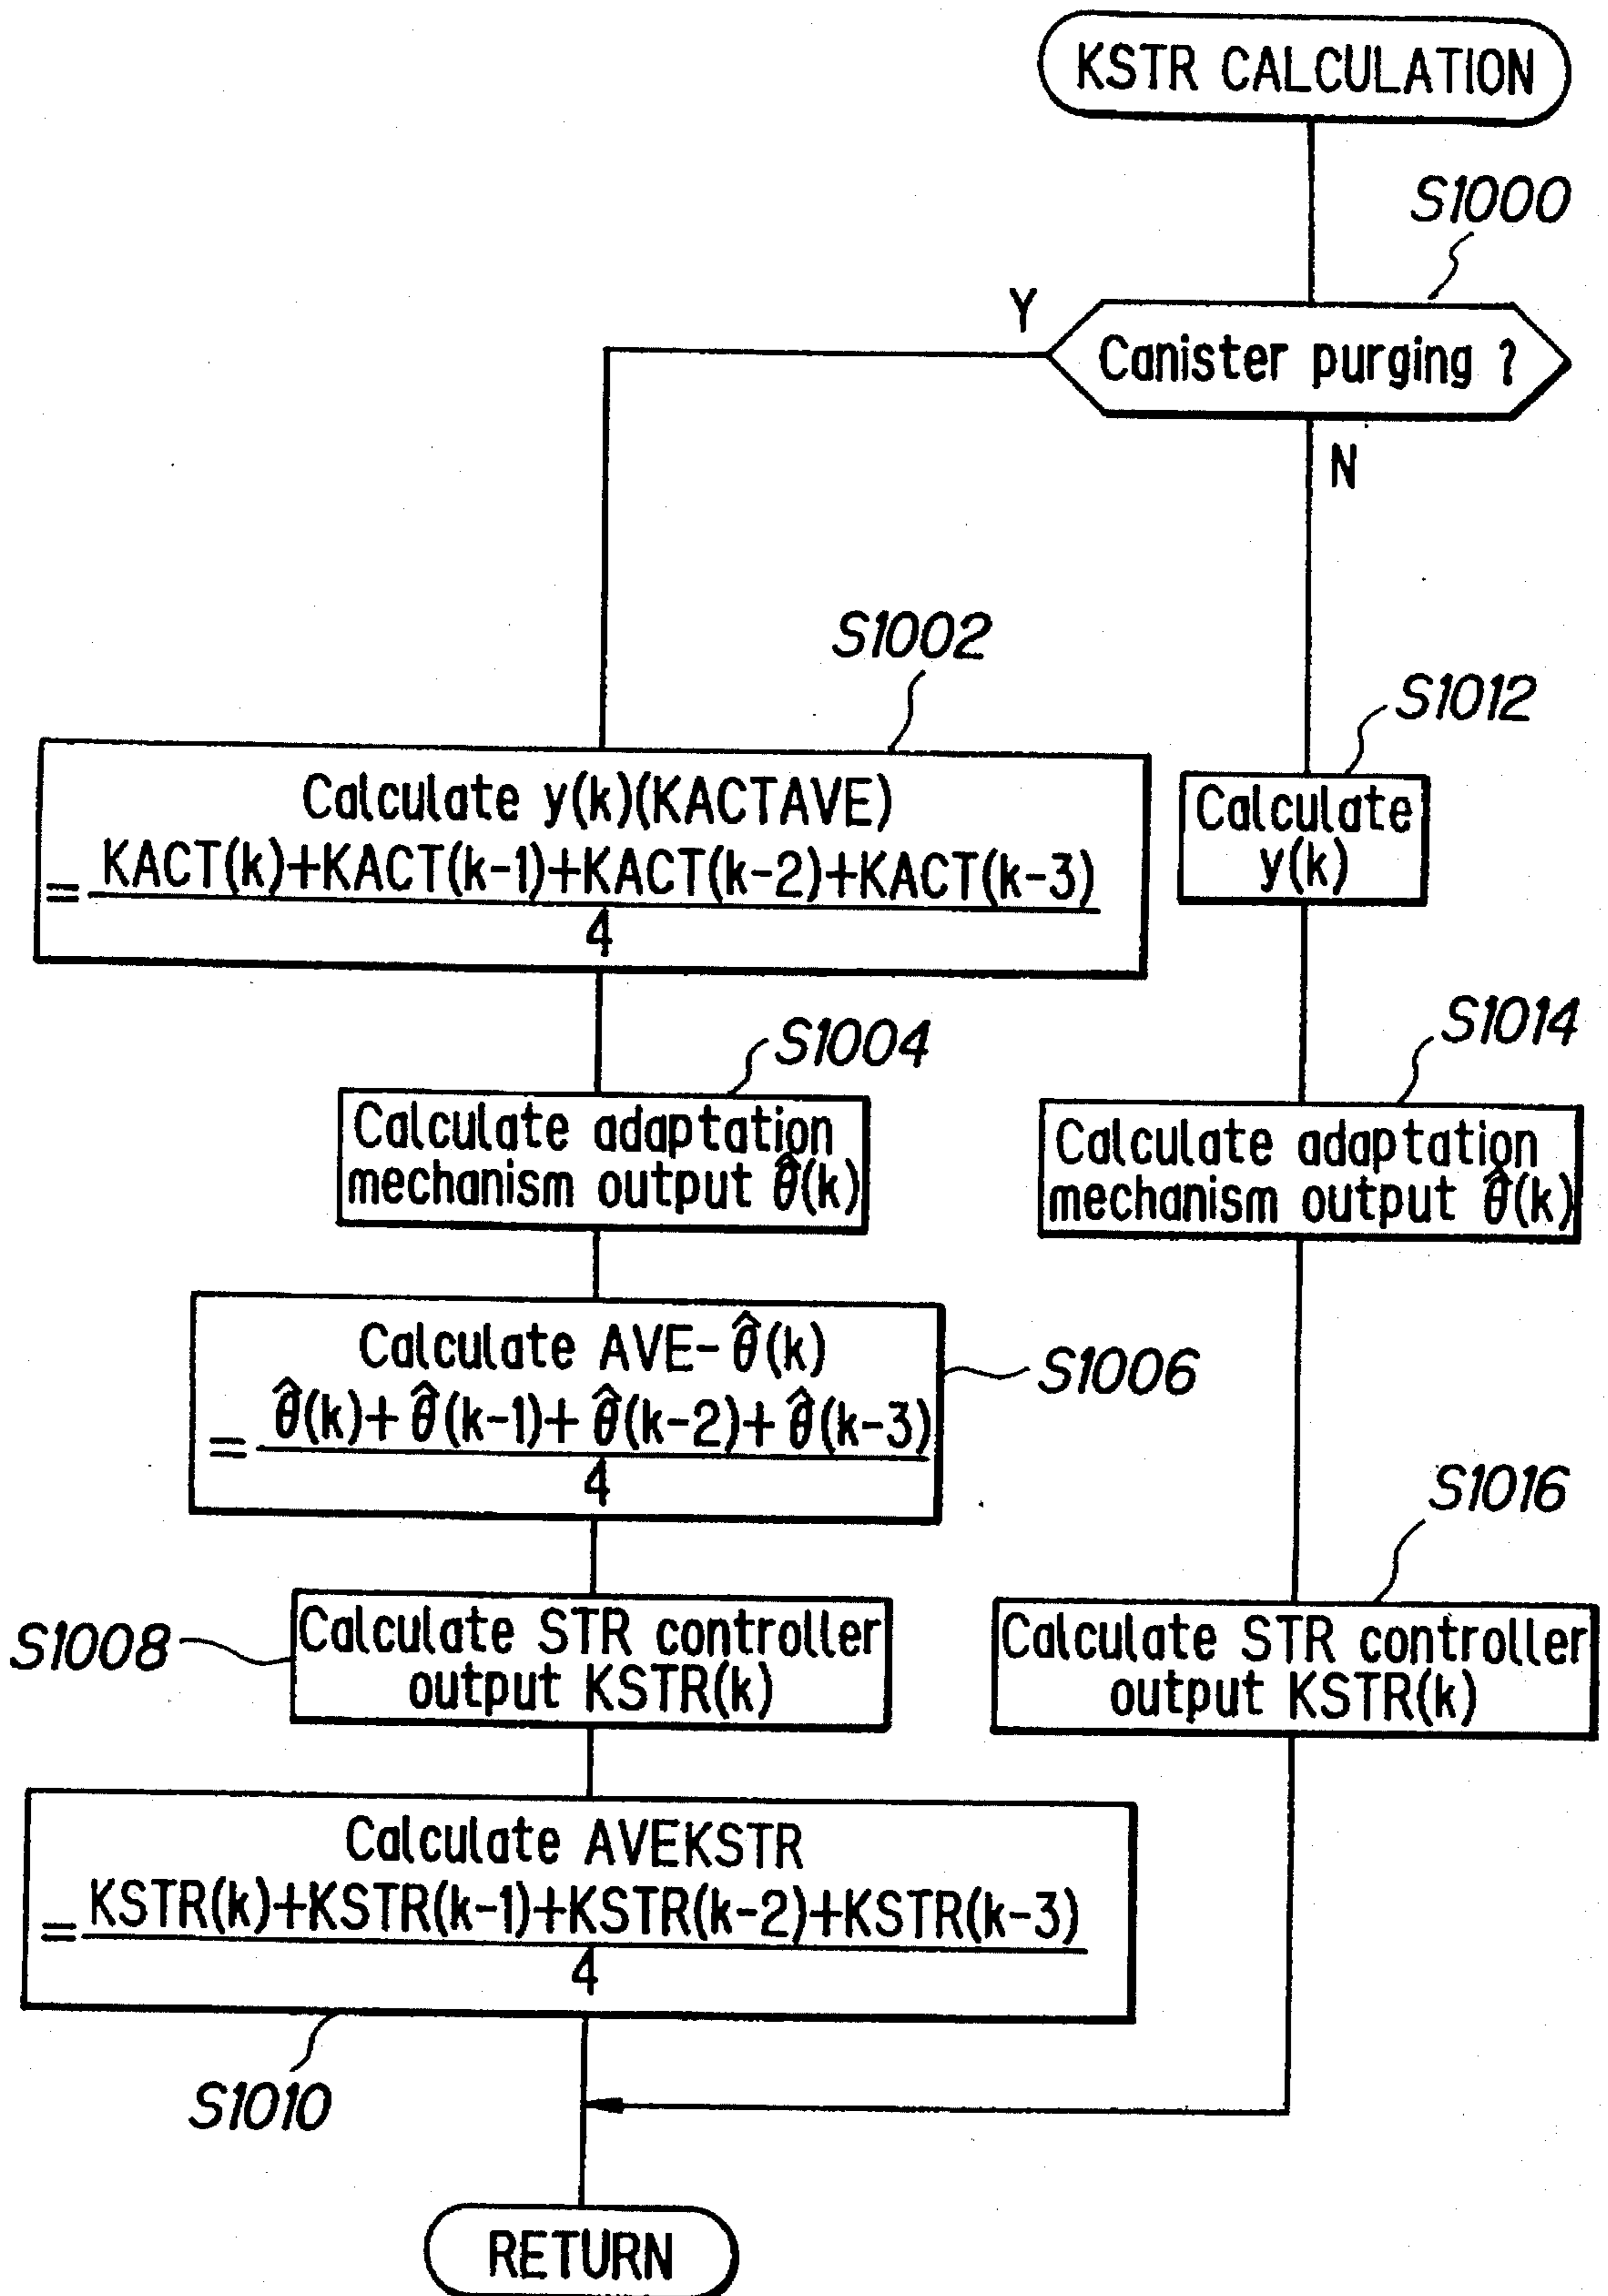 KSTR CALCULATION
S1000
Y
Canister purging ?
N
S1002
Calculate y(k)(KACTAVE)
= KACT(k)+KACT(k-1)+KACT(k-2)+KACT(k-3)
4
S1004
Calculate adaptation
mechanism output θ̂(k)
Calculate AVE-θ̂(k)
= θ̂(k)+θ̂(k-1)+θ̂(k-2)+θ̂(k-3)
4
S1006
S1008
Calculate STR controller
output KSTR(k)
Calculate AVEKSTR
= KSTR(k)+KSTR(k-1)+KSTR(k-2)+KSTR(k-3)
4
S1010
S1012
Calculate
y(k)
S1014
Calculate adaptation
mechanism output θ̂(k)
S1016
Calculate STR controller
output KSTR(k)
RETURN